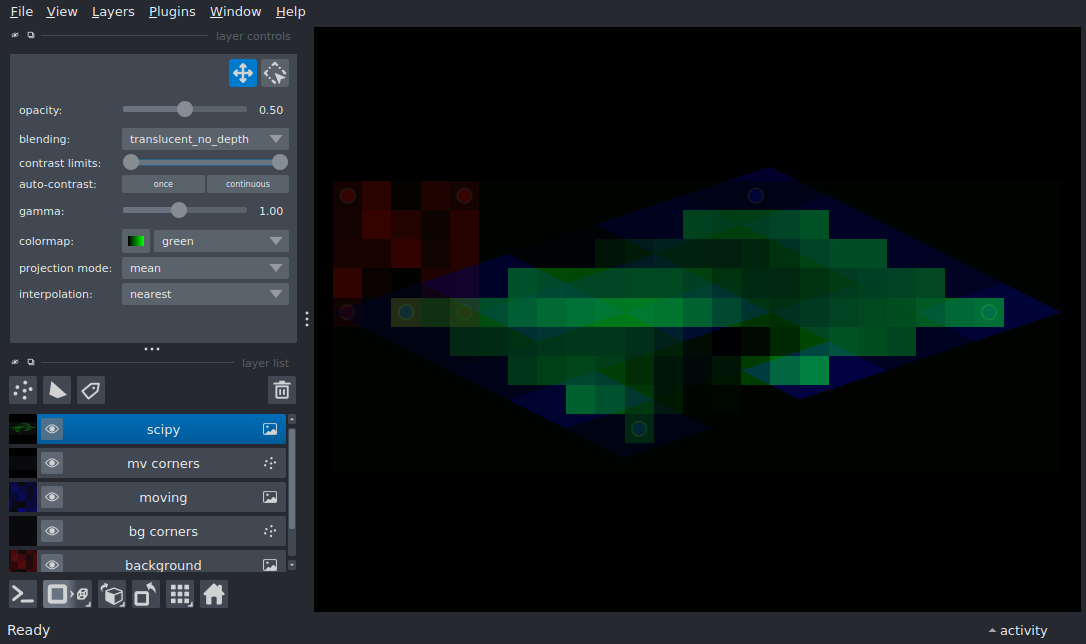 File View Layers Plugins Window Help
layer controls
opacity: 0.50
blending: translucent_no_depth
contrast limits:
auto-contrast: once continuous
gamma: 1.00
colormap: green
projection mode: mean
interpolation: nearest
layer list
scipy
mv corners
moving
bg corners
background
Ready
activity